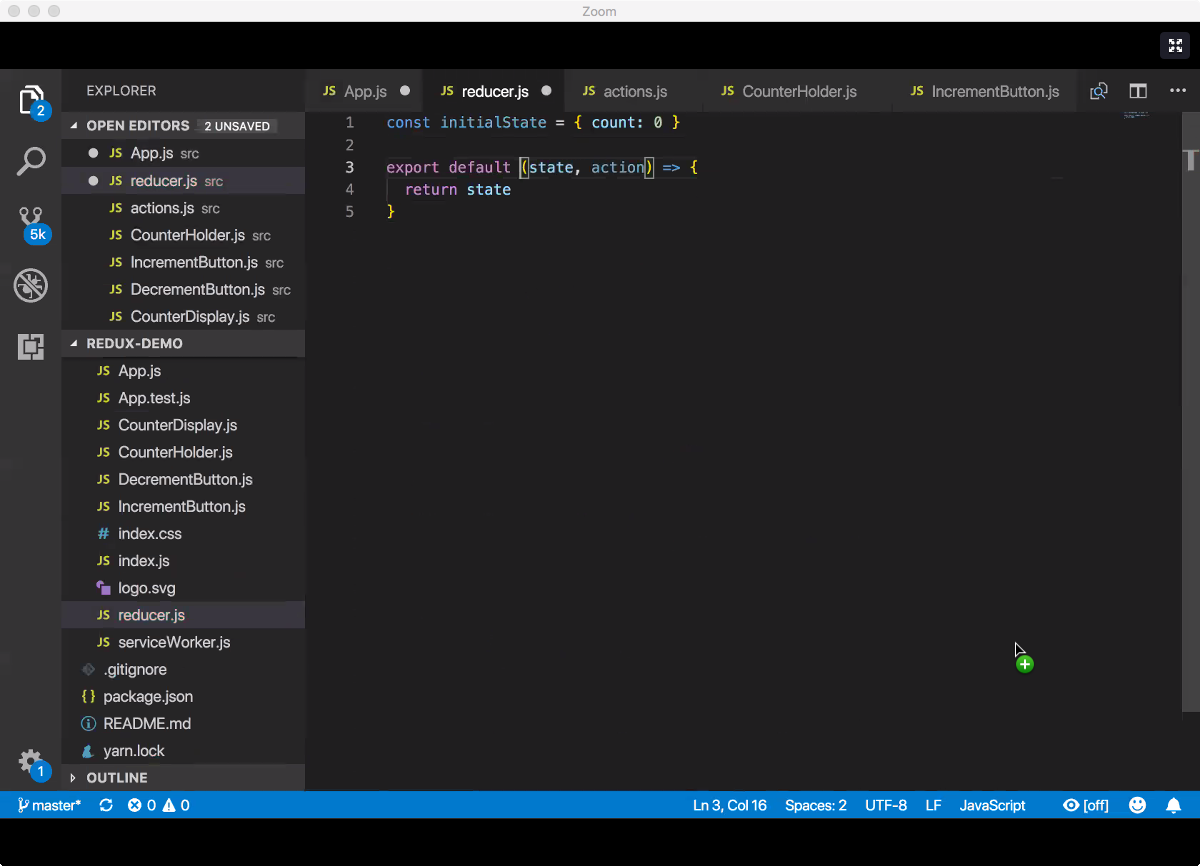 Zoom
EXPLORER
JS App.js
JS reducer.js
JS actions.js
JS CounterHolder.js
JS IncrementButton.js
2
OPEN EDITORS 2 UNSAVED
JS App.js src
JS reducer.js src
JS actions.js src
JS CounterHolder.js src
JS IncrementButton.js src
JS DecrementButton.js src
JS CounterDisplay.js src
5k
REDUX-DEMO
JS App.js
JS App.test.js
JS CounterDisplay.js
JS CounterHolder.js
JS DecrementButton.js
JS IncrementButton.js
# index.css
JS index.js
logo.svg
JS reducer.js
JS serviceWorker.js
.gitignore
{} package.json
README.md
yarn.lock
1
OUTLINE
1 const initialState = { count: 0 }
2
3 export default (state, action) => {
4 return state
5 }
master* 0 0
Ln 3, Col 16 Spaces: 2 UTF-8 LF JavaScript [off]